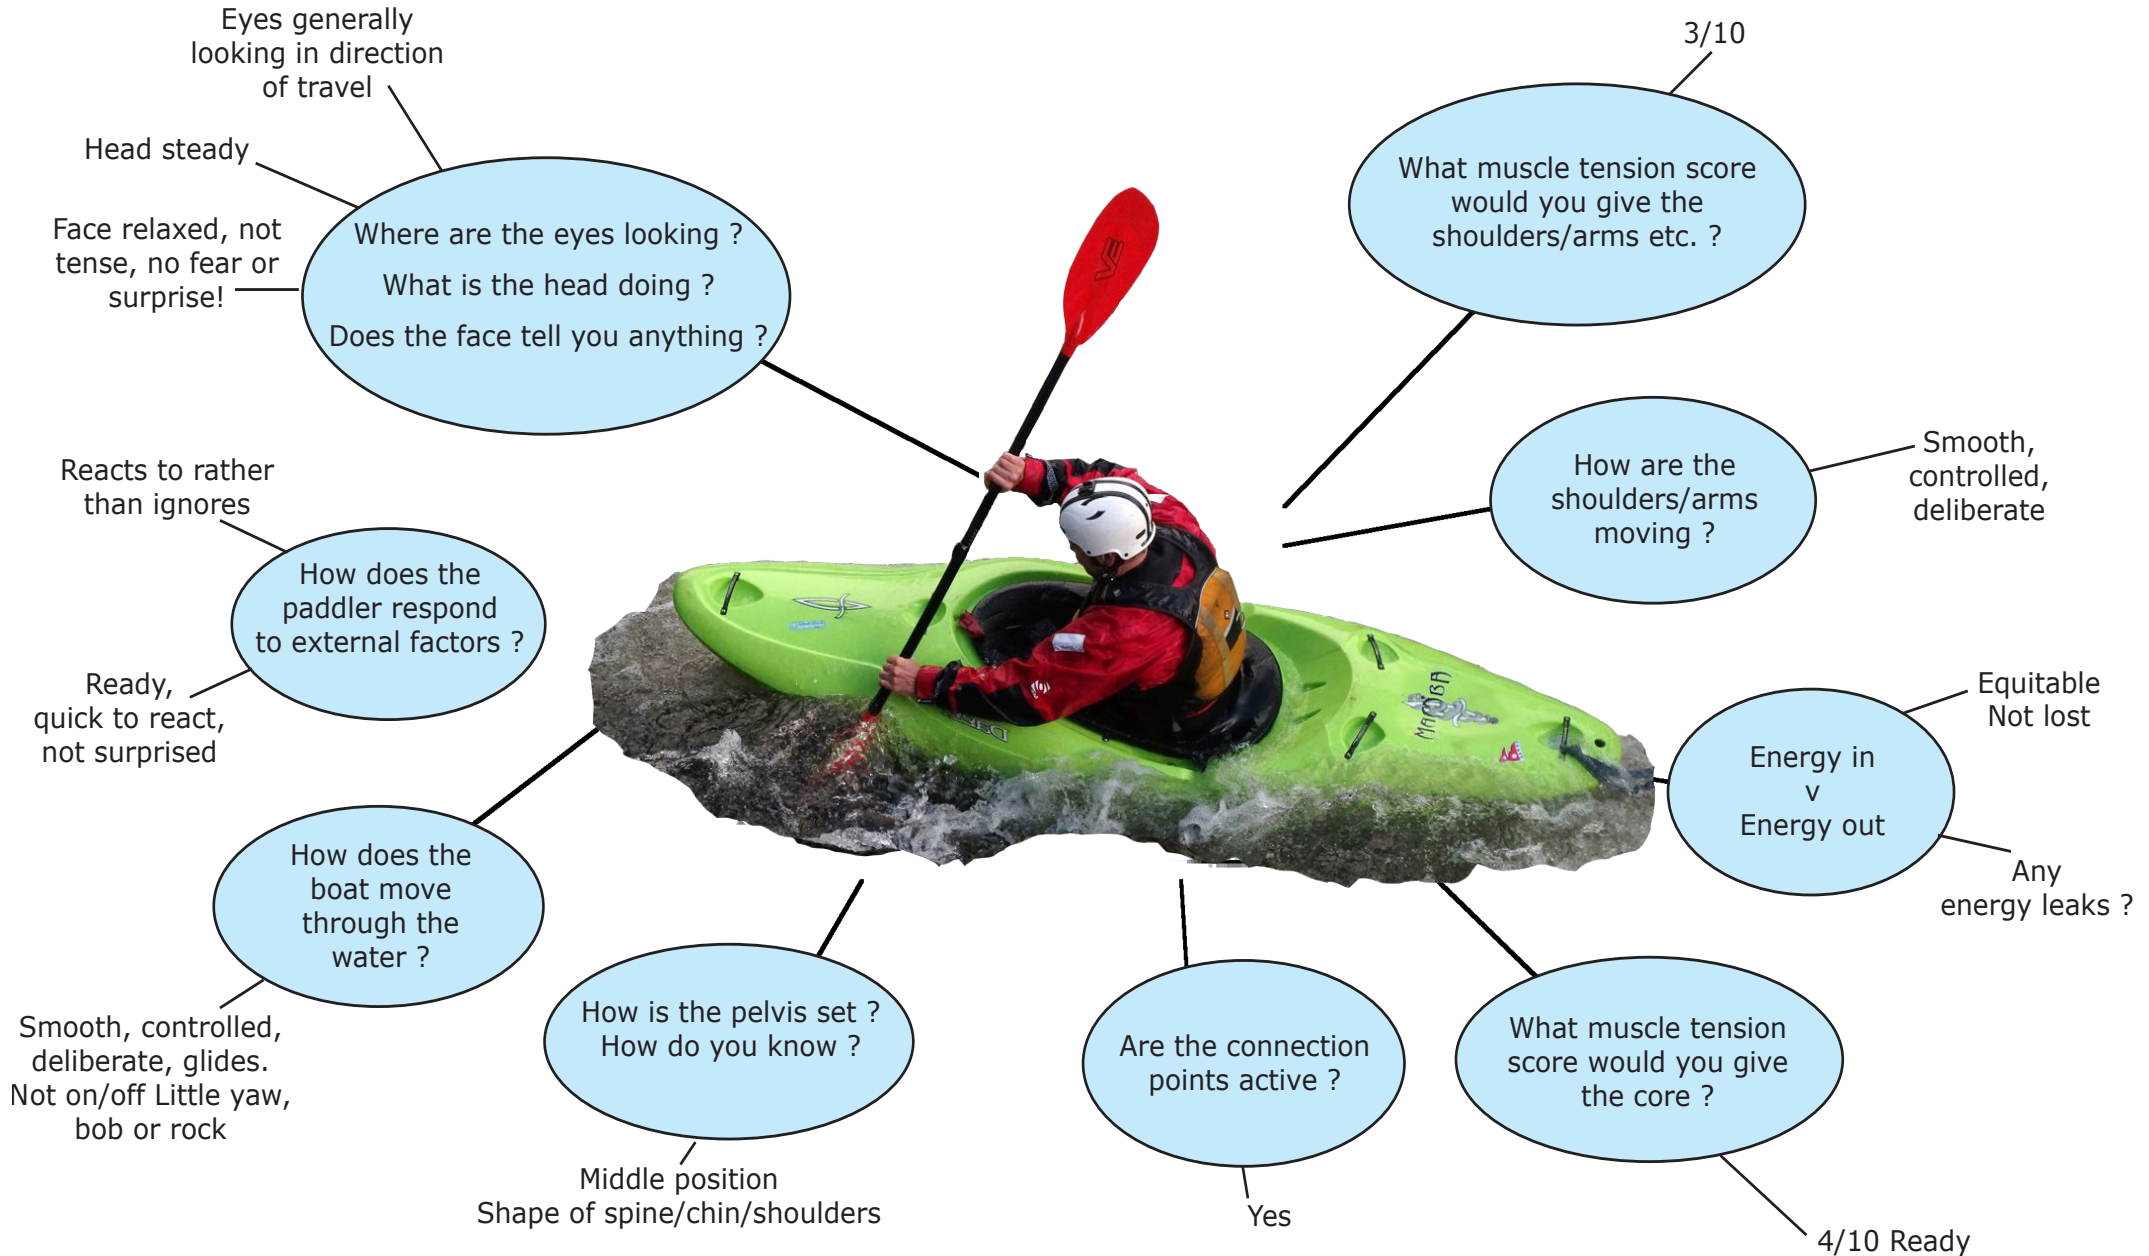 Eyes generally
looking in direction
of travel
Head steady
Face relaxed, not
tense, no fear or
surprise!
Where are the eyes looking ?
What is the head doing ?
Does the face tell you anything ?
3/10
What muscle tension score
would you give the
shoulders/arms etc. ?
How are the
shoulders/arms
moving ?
Smooth,
controlled,
deliberate
Reacts to rather
than ignores
How does the
paddler respond
to external factors ?
Ready,
quick to react,
not surprised
Equitable
Not lost
Energy in
v
Energy out
Any
energy leaks ?
How does the
boat move
through the
water ?
Smooth, controlled,
deliberate, glides.
Not on/off Little yaw,
bob or rock
How is the pelvis set ?
How do you know ?
Middle position
Shape of spine/chin/shoulders
Are the connection
points active ?
Yes
What muscle tension
score would you give
the core ?
4/10 Ready
MAMBA